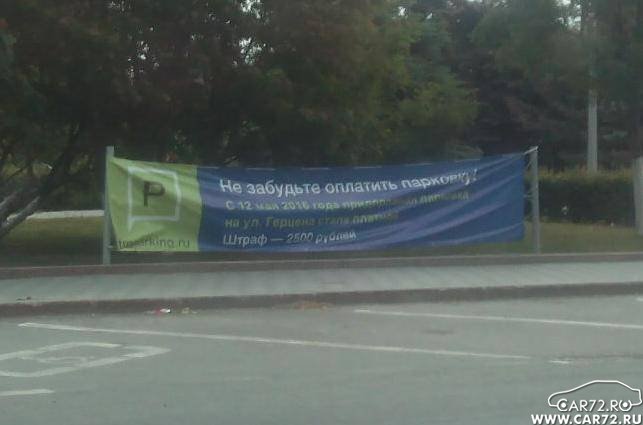 P
Не забудьте оплатить парковку!
С 12 мая 2016 года
на ул. Герцена стала платной
Штраф — 2500 рублей
CAR72.RU
WWW.CAR72.RU